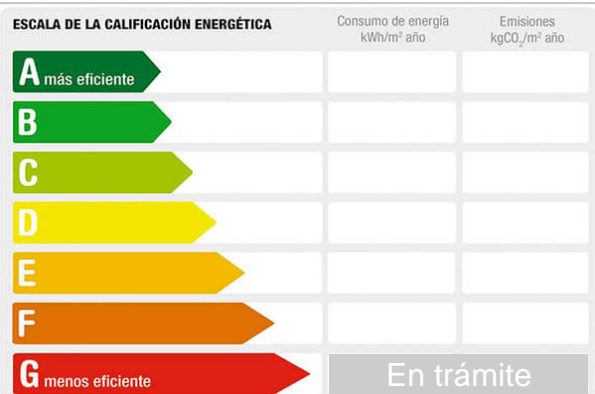 ESCALA DE LA CALIFICACIÓN ENERGÉTICA
Consumo de energía
kWh/m² año
Emisiones
kgCO₂/m² año
A más eficiente
B
C
D
E
F
G menos eficiente
En trámite